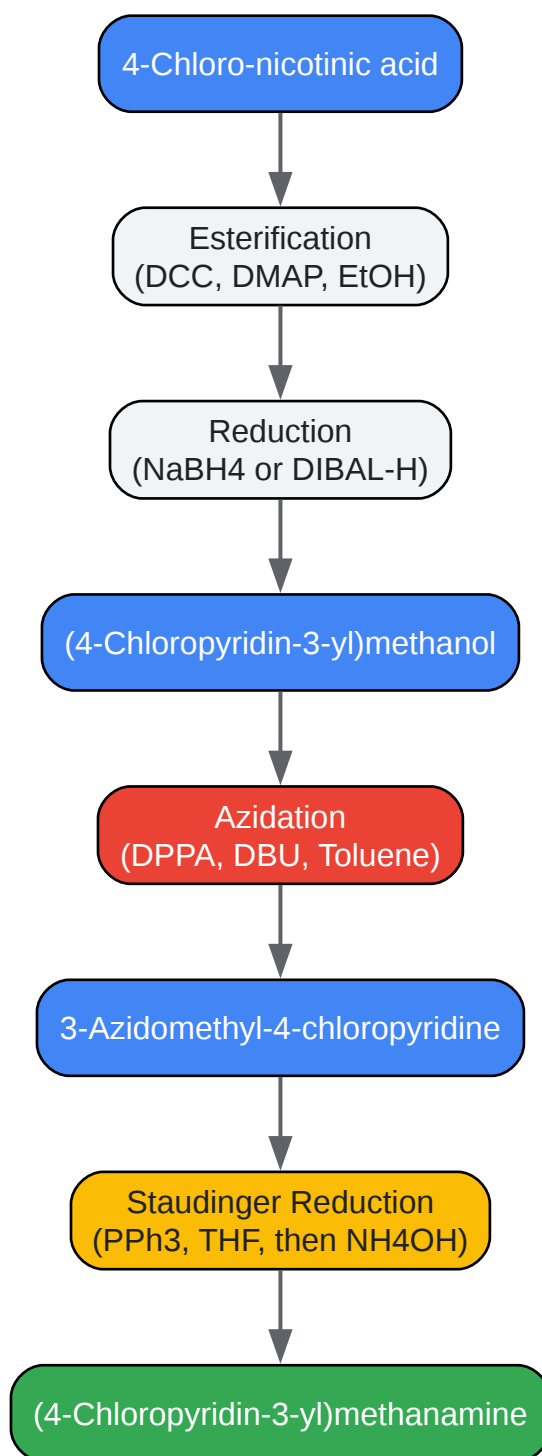 4-Chloro-nicotinic acid
Esterification
(DCC, DMAP, EtOH)
Reduction
(NaBH4 or DIBAL-H)
(4-Chloropyridin-3-yl)methanol
Azidation
(DPPA, DBU, Toluene)
3-Azidomethyl-4-chloropyridine
Staudinger Reduction
(PPh3, THF, then NH4OH)
(4-Chloropyridin-3-yl)methanamine